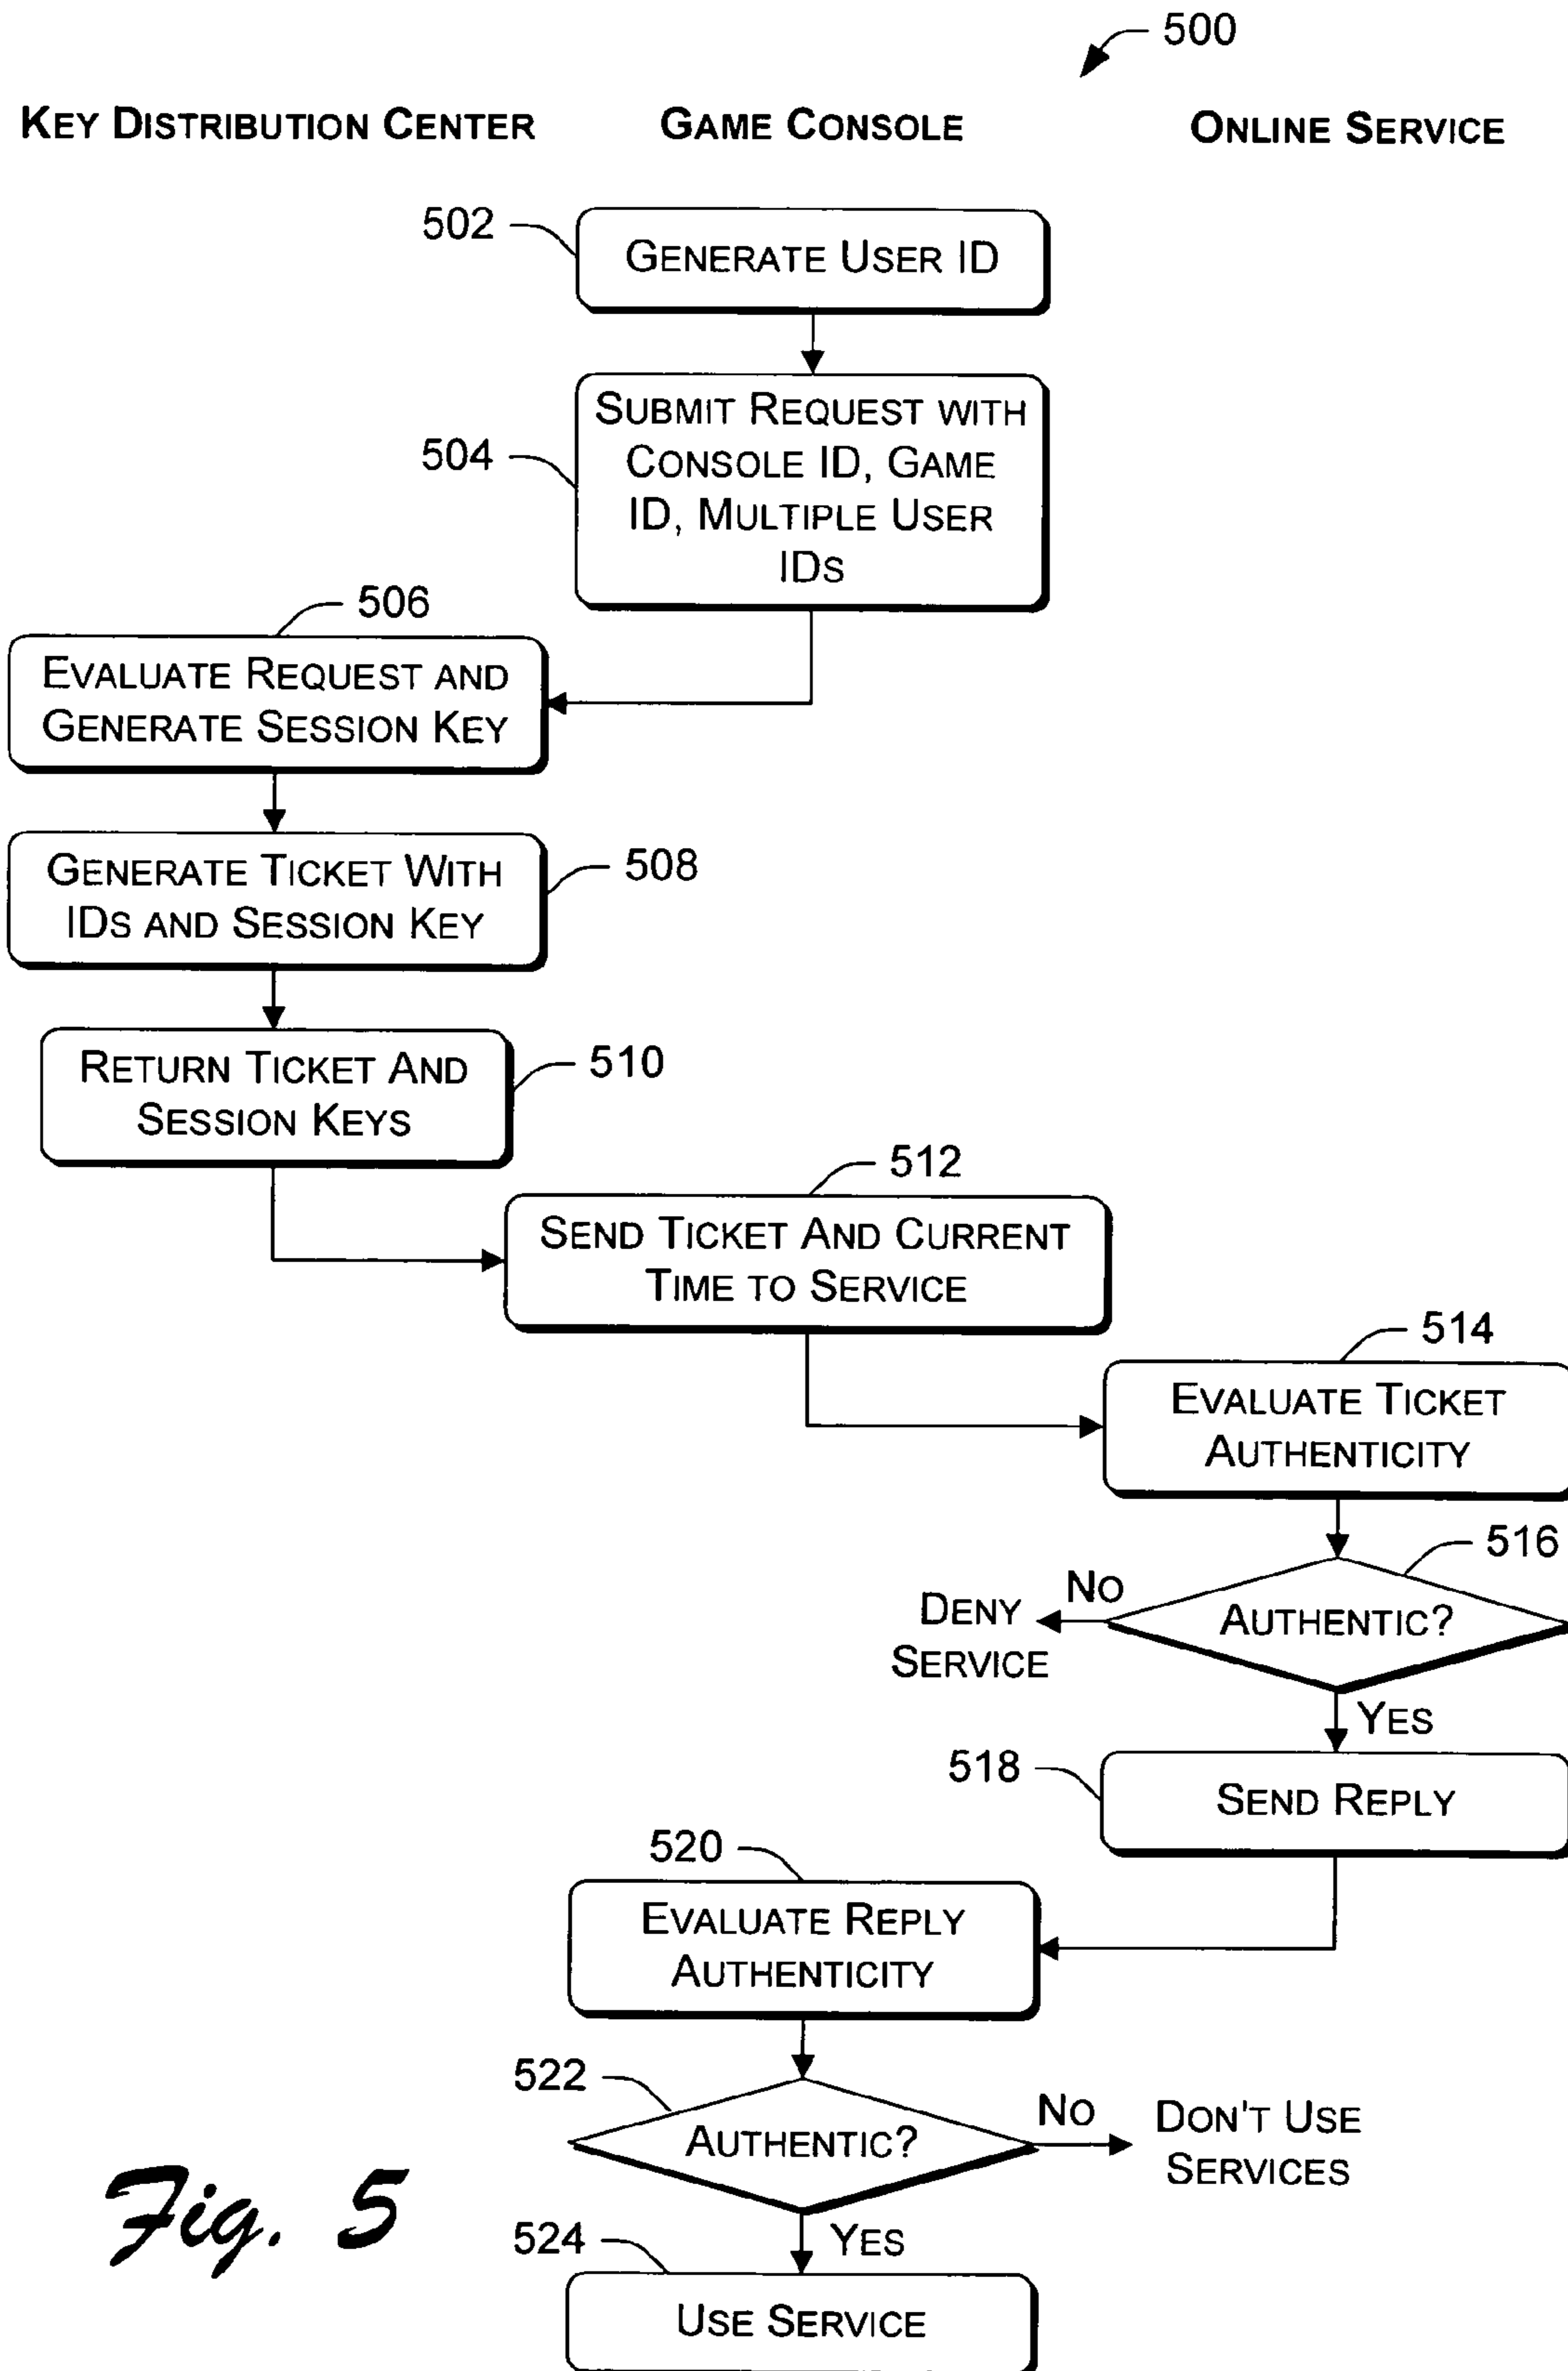 500
KEY DISTRIBUTION CENTER
GAME CONSOLE
ONLINE SERVICE
502
GENERATE USER ID
504
SUBMIT REQUEST WITH
CONSOLE ID, GAME
ID, MULTIPLE USER
IDS
506
EVALUATE REQUEST AND
GENERATE SESSION KEY
508
GENERATE TICKET WITH
IDS AND SESSION KEY
510
RETURN TICKET AND
SESSION KEYS
512
SEND TICKET AND CURRENT
TIME TO SERVICE
514
EVALUATE TICKET
AUTHENTICITY
516
AUTHENTIC?
NO
DENY
SERVICE
YES
518
SEND REPLY
520
EVALUATE REPLY
AUTHENTICITY
522
AUTHENTIC?
NO
DON'T USE
SERVICES
YES
524
USE SERVICE
Fig. 5